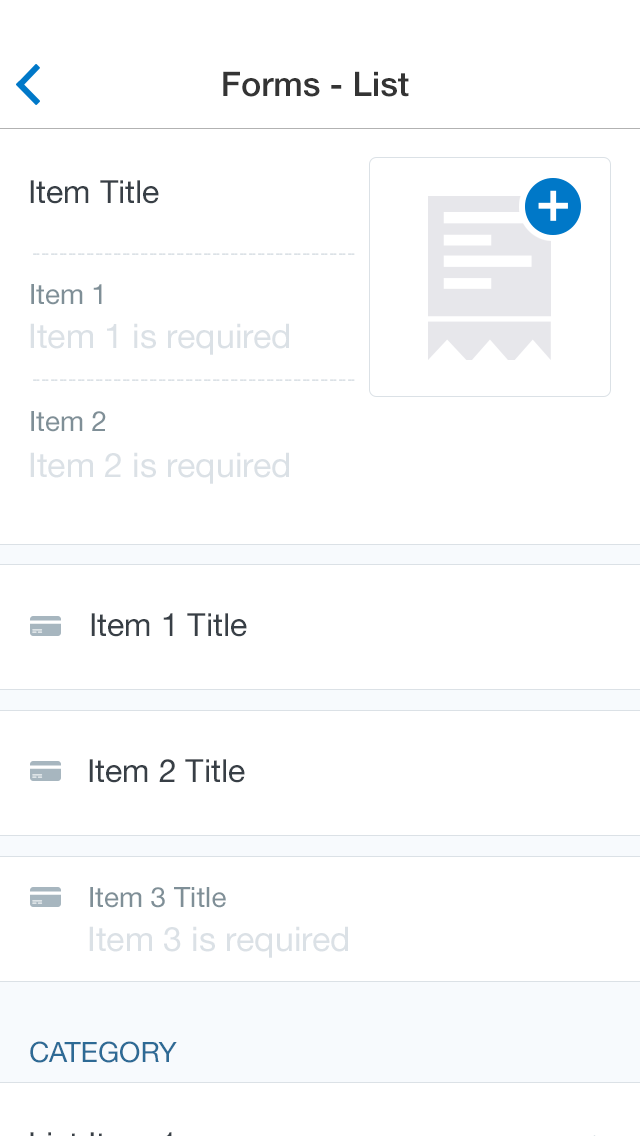 Forms - List
Item Title
Item 1
Item 1 is required
Item 2
Item 2 is required
Item 1 Title
Item 2 Title
Item 3 Title
Item 3 is required
CATEGORY